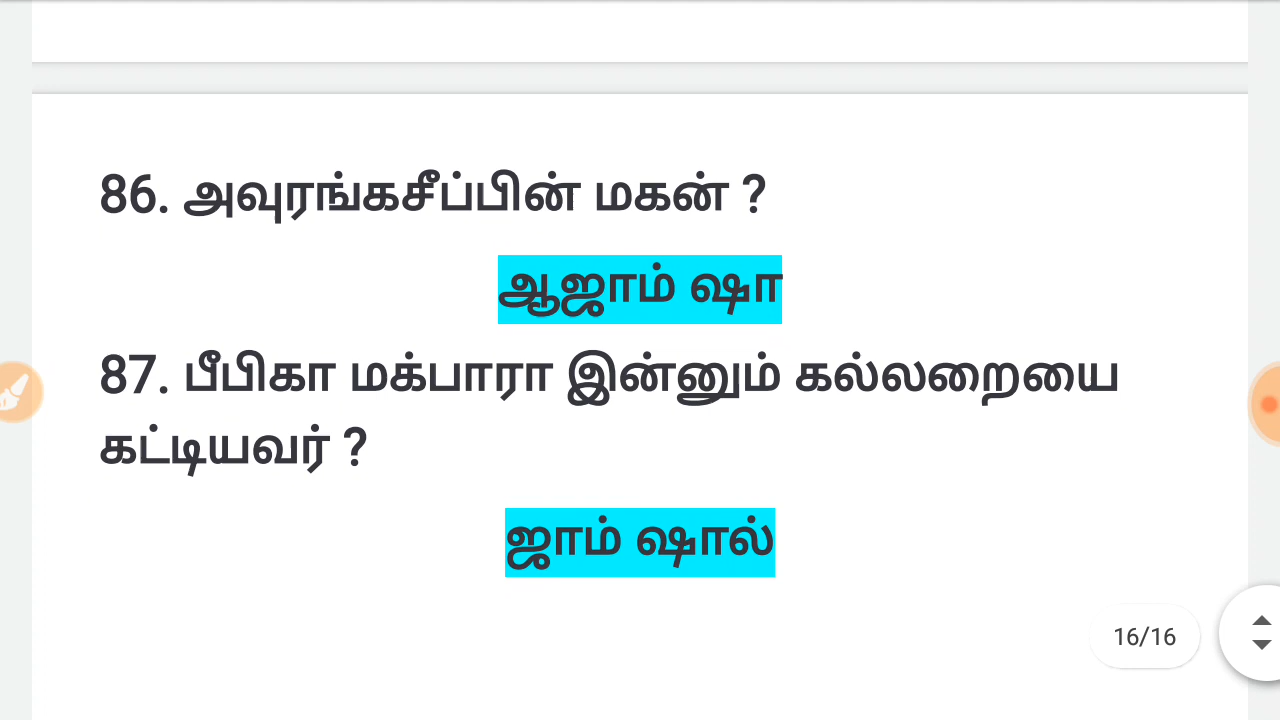 86. அவுரங்கசீப்பின் மகன் ?
ஆஜாம் ஷா
87. பீபிகா மக்பாரா இன்னும் கல்லறையை
கட்டியவர் ?
ஜாம் ஷால்
16/16